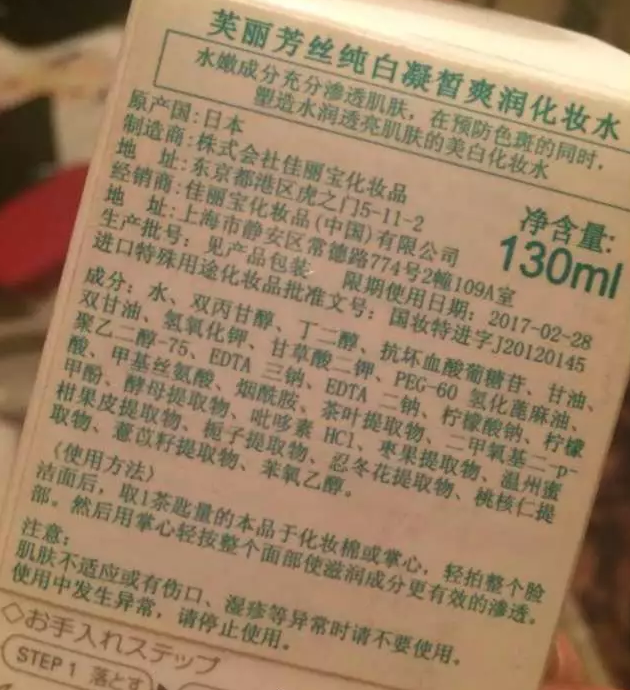 芙丽芳丝纯白凝皙爽润化妆水
水嫩成分充分渗透肌肤，在预防色斑的同时，
塑造水润透亮肌肤的美白化妆水
原产国：日本
制造商：株式会社佳丽宝化妆品
地　址：东京都港区虎之门5-11-2
经销商：佳丽宝化妆品(中国)有限公司
地　址：上海市静安区常德路774号2幢109A室
净含量:
130ml
生产批号：见产品包装　限期使用日期：2017-02-28
进口特殊用途化妆品批准文号：国妆特进字J20120145
成分：水、双丙甘醇、丁二醇、抗坏血酸葡糖苷、甘油、
双甘油、氢氧化钾、甘草酸二钾、PEG-60 氢化蓖麻油、
聚乙二醇-75、EDTA 三钠、EDTA 二钠、柠檬酸钠、柠檬
酸、甲基丝氨酸、烟酰胺、茶叶提取物、二甲氧基二-p-
甲酚、酵母提取物、吡哆素 HCl、枣果提取物、温州蜜
柑果皮提取物、栀子提取物、忍冬花提取物、桃核仁提
取物、薏苡籽提取物、苯氧乙醇。
〈使用方法〉
洁面后，取1茶匙量的本品于化妆棉或掌心，轻拍整个脸
部。然后用掌心轻按整个面部使滋润成分更有效的渗透。
注意：
肌肤不适应或有伤口、湿疹等异常时请不要使用。
使用中发生异常，请停止使用。
◇お手入れステップ
STEP 1 落とす